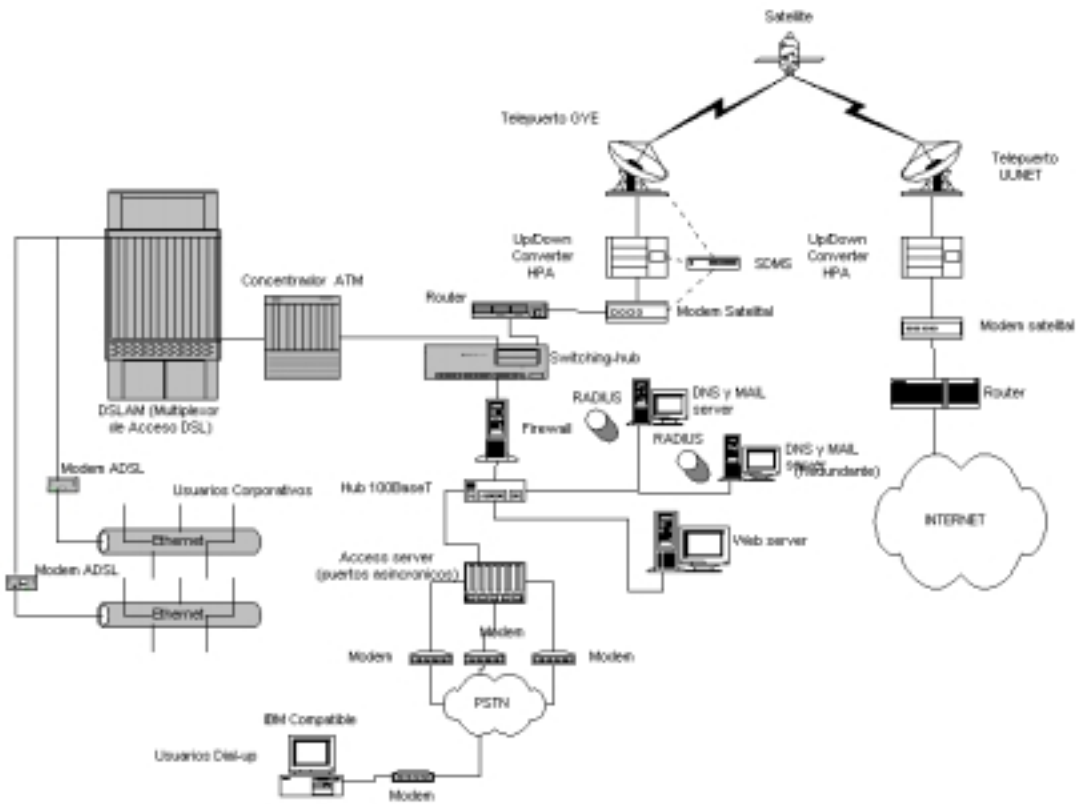 Satellite
Telepuerto GYE
Telepuerto
UUNET
Up/Down
Converter
HPA
SDMS
Up/Down
Converter
HPA
Concentrador ATM
Router
Modem Satelital
Modem satelital
Switching-hub
DSLAM (Multiplexor
de Acceso DSL)
RADIUS
DNS y MAIL
server
Router
Firewall
RADIUS
DNS y MAIL
server
(Redundante)
Modem ADSL
Usuarios Corporativos
Hub 100BaseT
INTERNET
Ethernet
Web server
Access server
(puertos asincronicos)
Modem ADSL
Ethernet
Modem
Modem
Modem
PSTN
IBM Compatible
Usuarios Dial-up
Modem